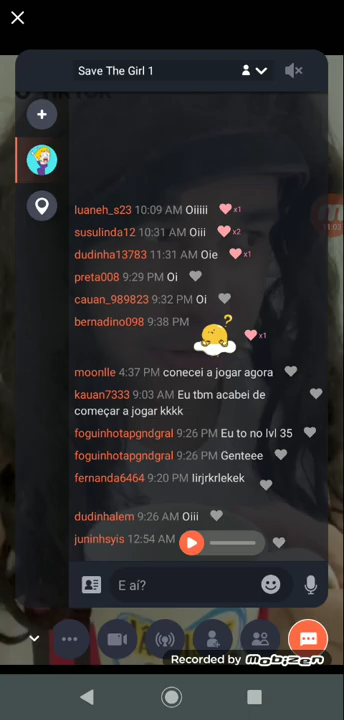 Save The Girl 1
luaneh_s23 10:09 AM Oiiiii x1
susulinda12 10:31 AM Oiii x2
dudinha13783 11:31 AM Oie x1
preta008 9:29 PM Oi
cauan_989823 9:32 PM Oi
bernadino098 9:38 PM
?
x1
moonlle 4:37 PM conecei a jogar agora
kauan7333 9:03 AM Eu tbm acabei de
começar a jogar kkkk
foguinhotapgndgral 9:26 PM Eu to no lvl 35
foguinhotapgndgral 9:26 PM Genteee
fernanda6464 9:20 PM Iirjrkrlekek
dudinhalem 9:26 AM Oiii
juninhsyis 12:54 AM
E aí?
Recorded by mobizen